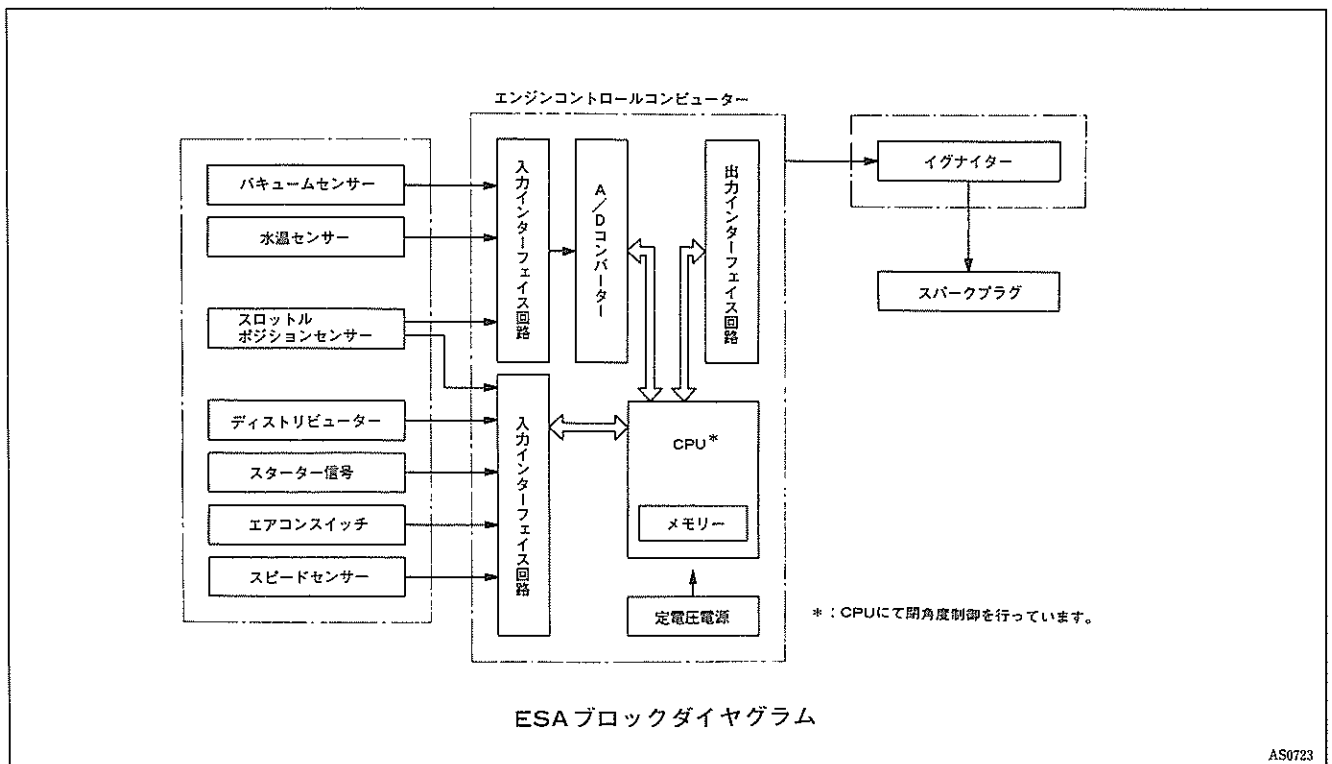 エンジンコントロールコンピューター
バキュームセンサー
水温センサー
スロットル
ポジションセンサー
ディストリビューター
スターター信号
エアコンスイッチ
スピードセンサー
入力インターフェイス回路
A/Dコンバーター
出力インターフェイス回路
入力インターフェイス回路
CPU*
メモリー
定電圧電源
イグナイター
スパークプラグ
*：CPUにて閉角度制御を行っています。
ESAブロックダイヤグラム
AS0723